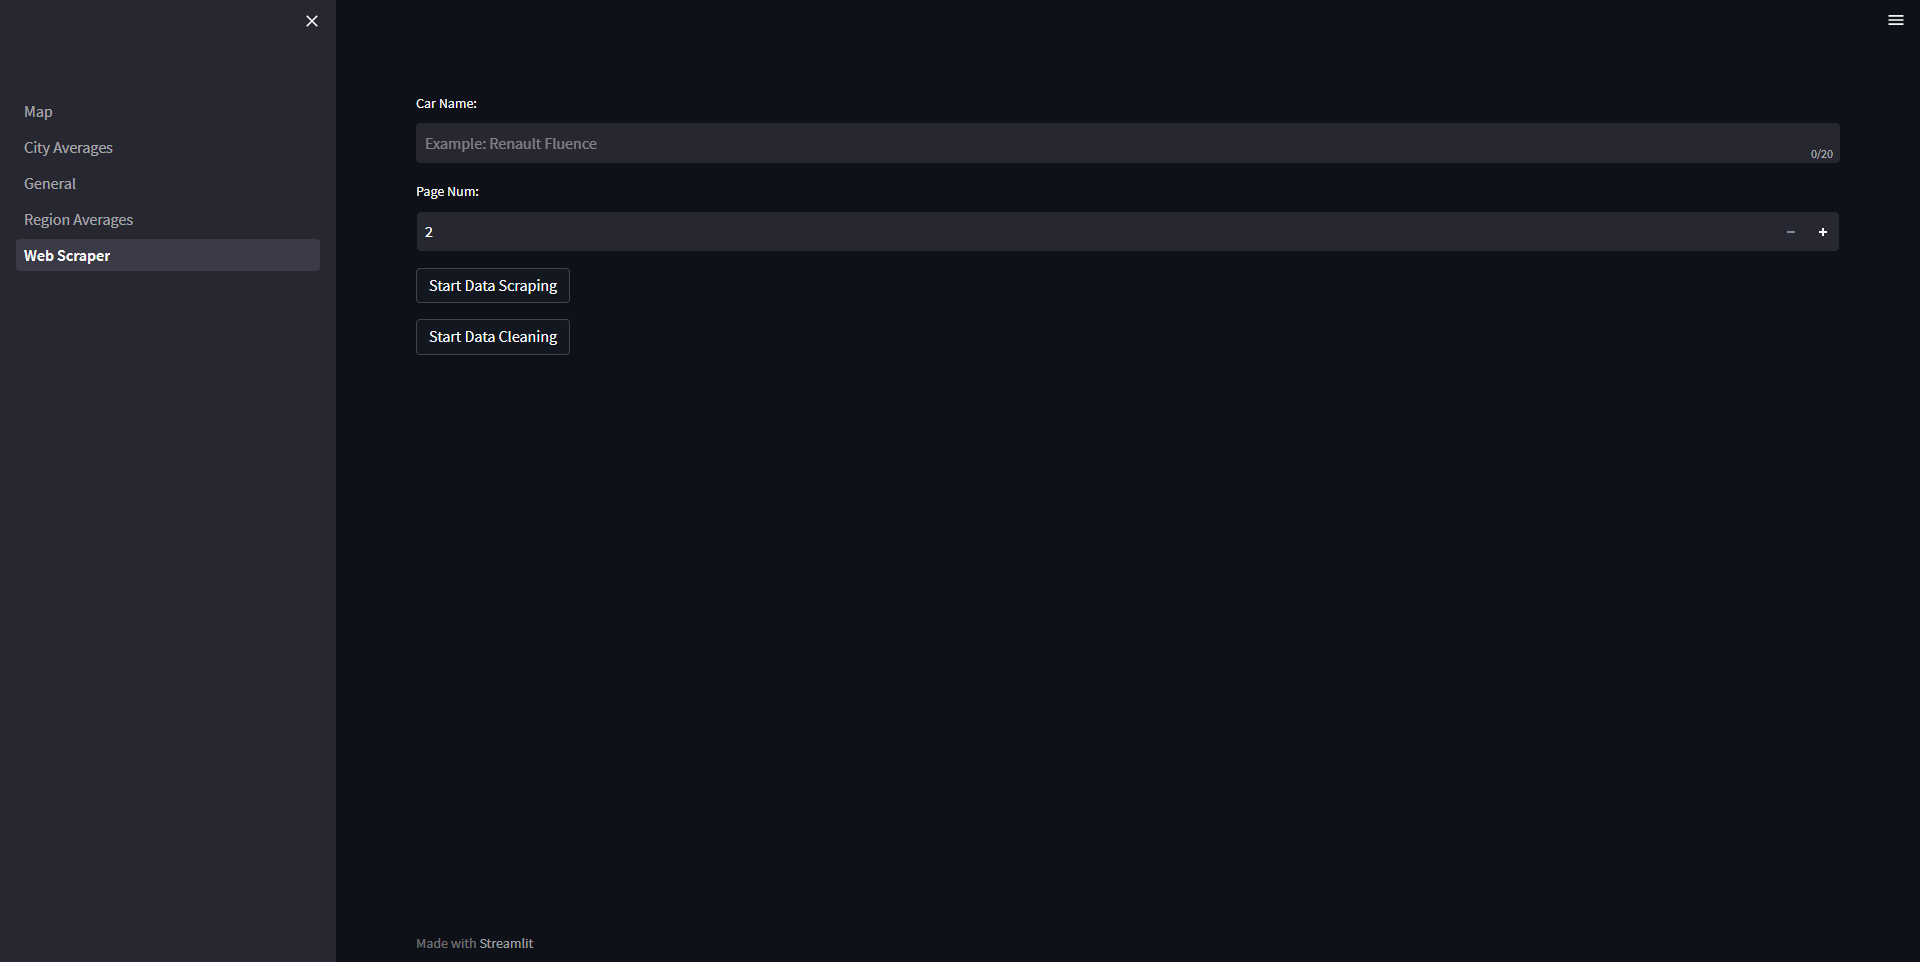 Map
City Averages
General
Region Averages
Web Scraper
Car Name:
Example: Renault Fluence
0/20
Page Num:
2
Start Data Scraping
Start Data Cleaning
Made with Streamlit